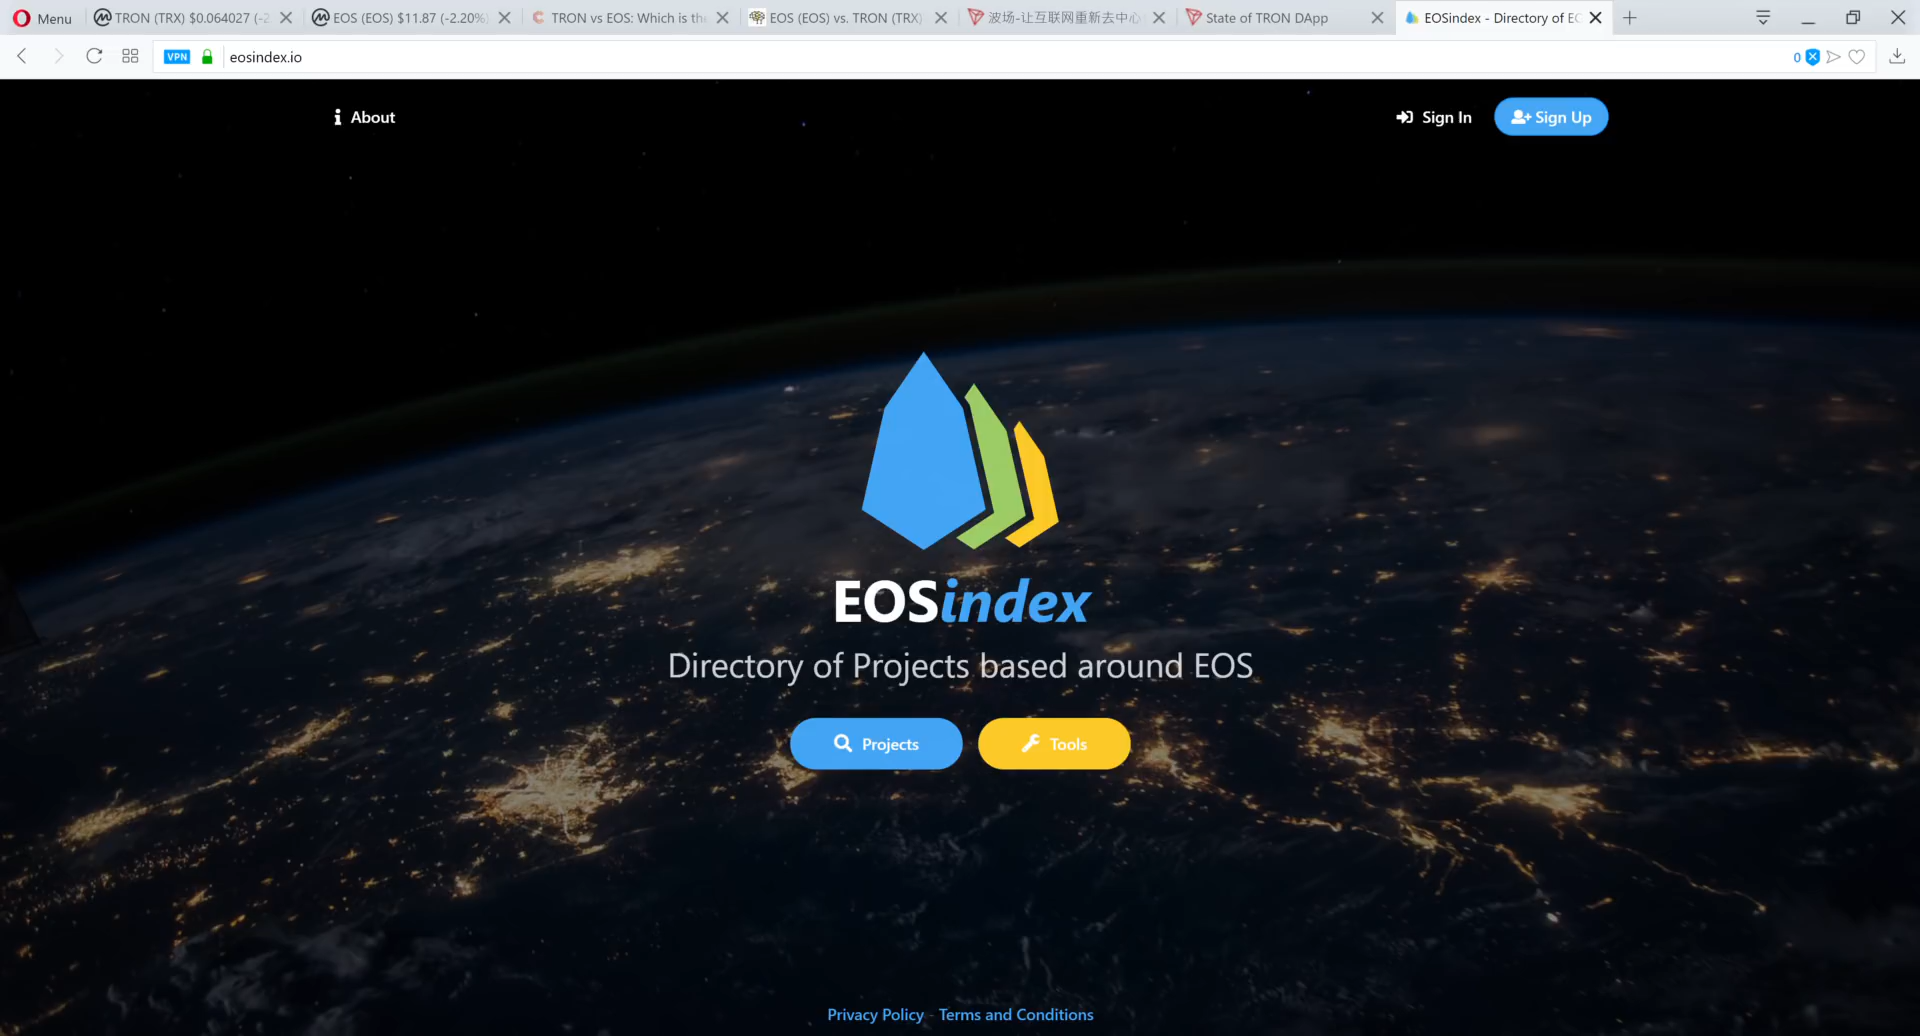 Menu
TRON (TRX) $0.064027 (-2
EOS (EOS) $11.87 (-2.20%)
TRON vs EOS: Which is the
EOS (EOS) vs. TRON (TRX)
波场-让互联网重新去中心
State of TRON DApp
EOSindex - Directory of EO
VPN
eosindex.io
0
About
Sign In
Sign Up
EOSindex
Directory of Projects based around EOS
Projects
Tools
Privacy Policy - Terms and Conditions